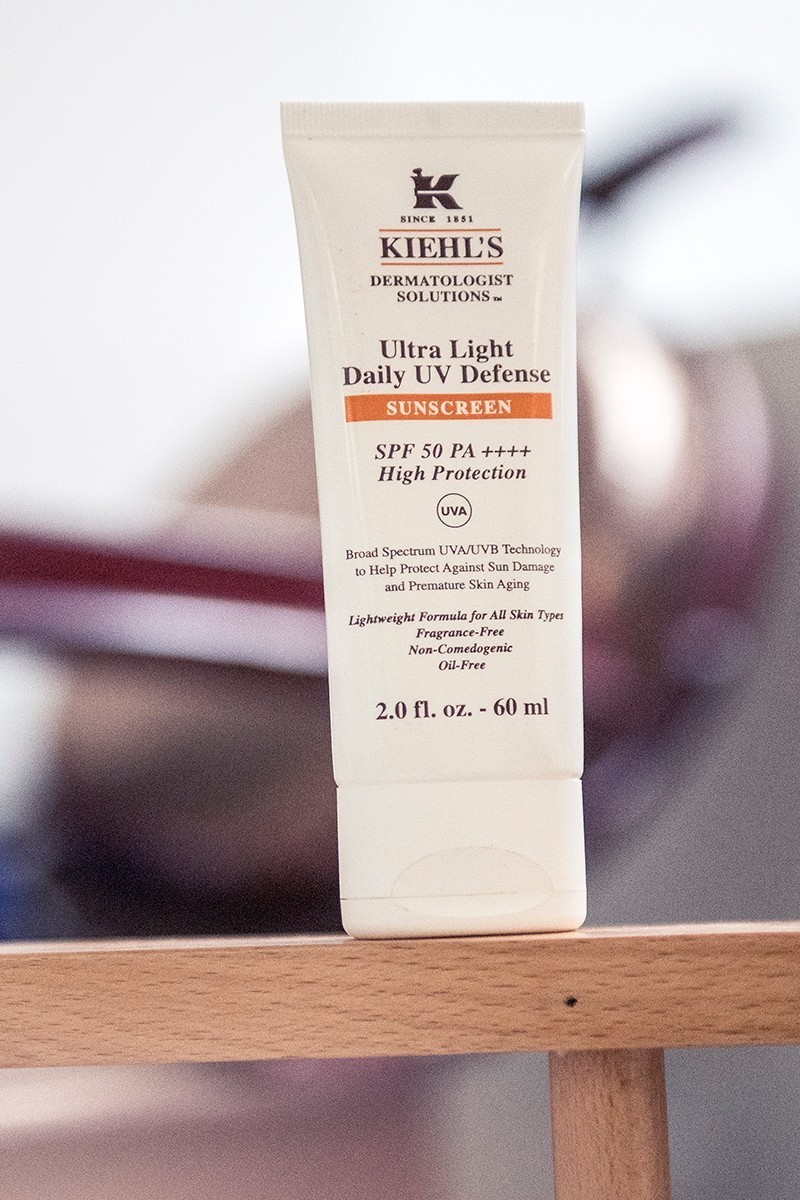 K
SINCE 1851
KIEHL'S
DERMATOLOGIST
SOLUTIONS™
Ultra Light
Daily UV Defense
SUNSCREEN
SPF 50 PA ++++
High Protection
UVA
Broad Spectrum UVA/UVB Technology
to Help Protect Against Sun Damage
and Premature Skin Aging
Lightweight Formula for All Skin Types
Fragrance-Free
Non-Comedogenic
Oil-Free
2.0 fl. oz. - 60 ml